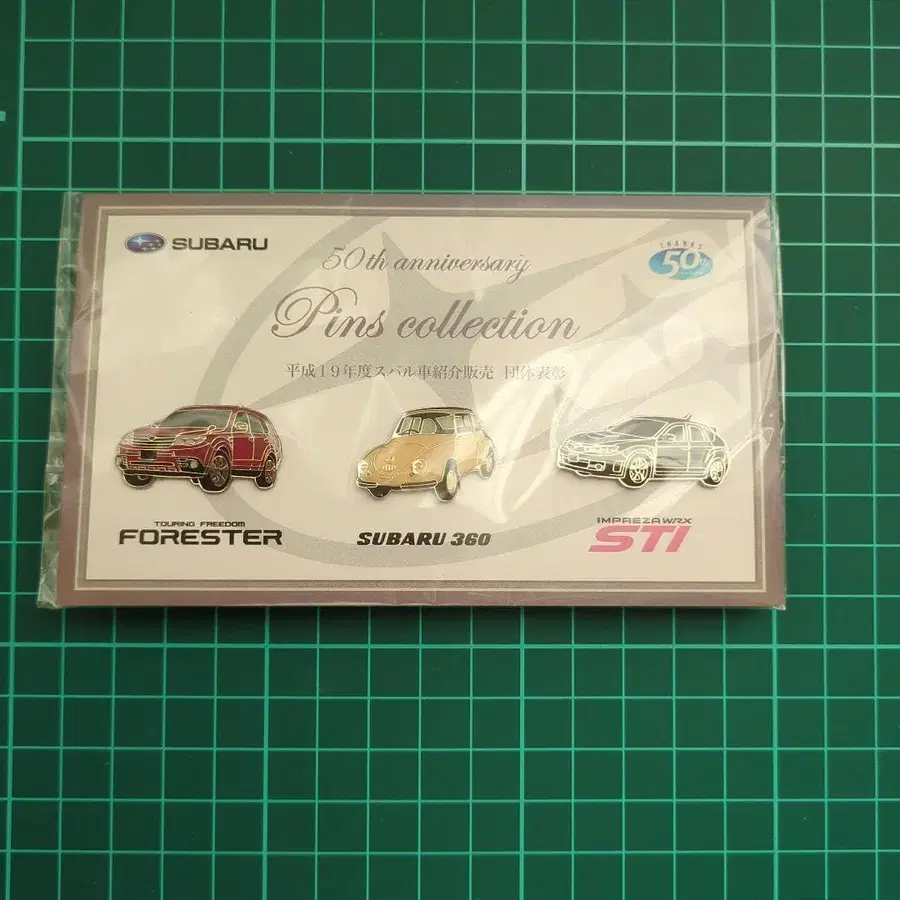 SUBARU
50th anniversary
THANKS
50th
Pins collection
平成19年度スバル車紹介販売 団体表彰
TOURING FREEDOM
FORESTER
SUBARU 360
IMPREZA WRX
STI